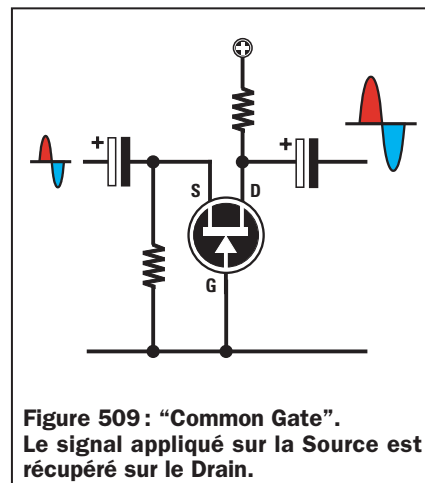 +
+
S
D
G
Figure 509 : “Common Gate”.
Le signal appliqué sur la Source est
récupéré sur le Drain.